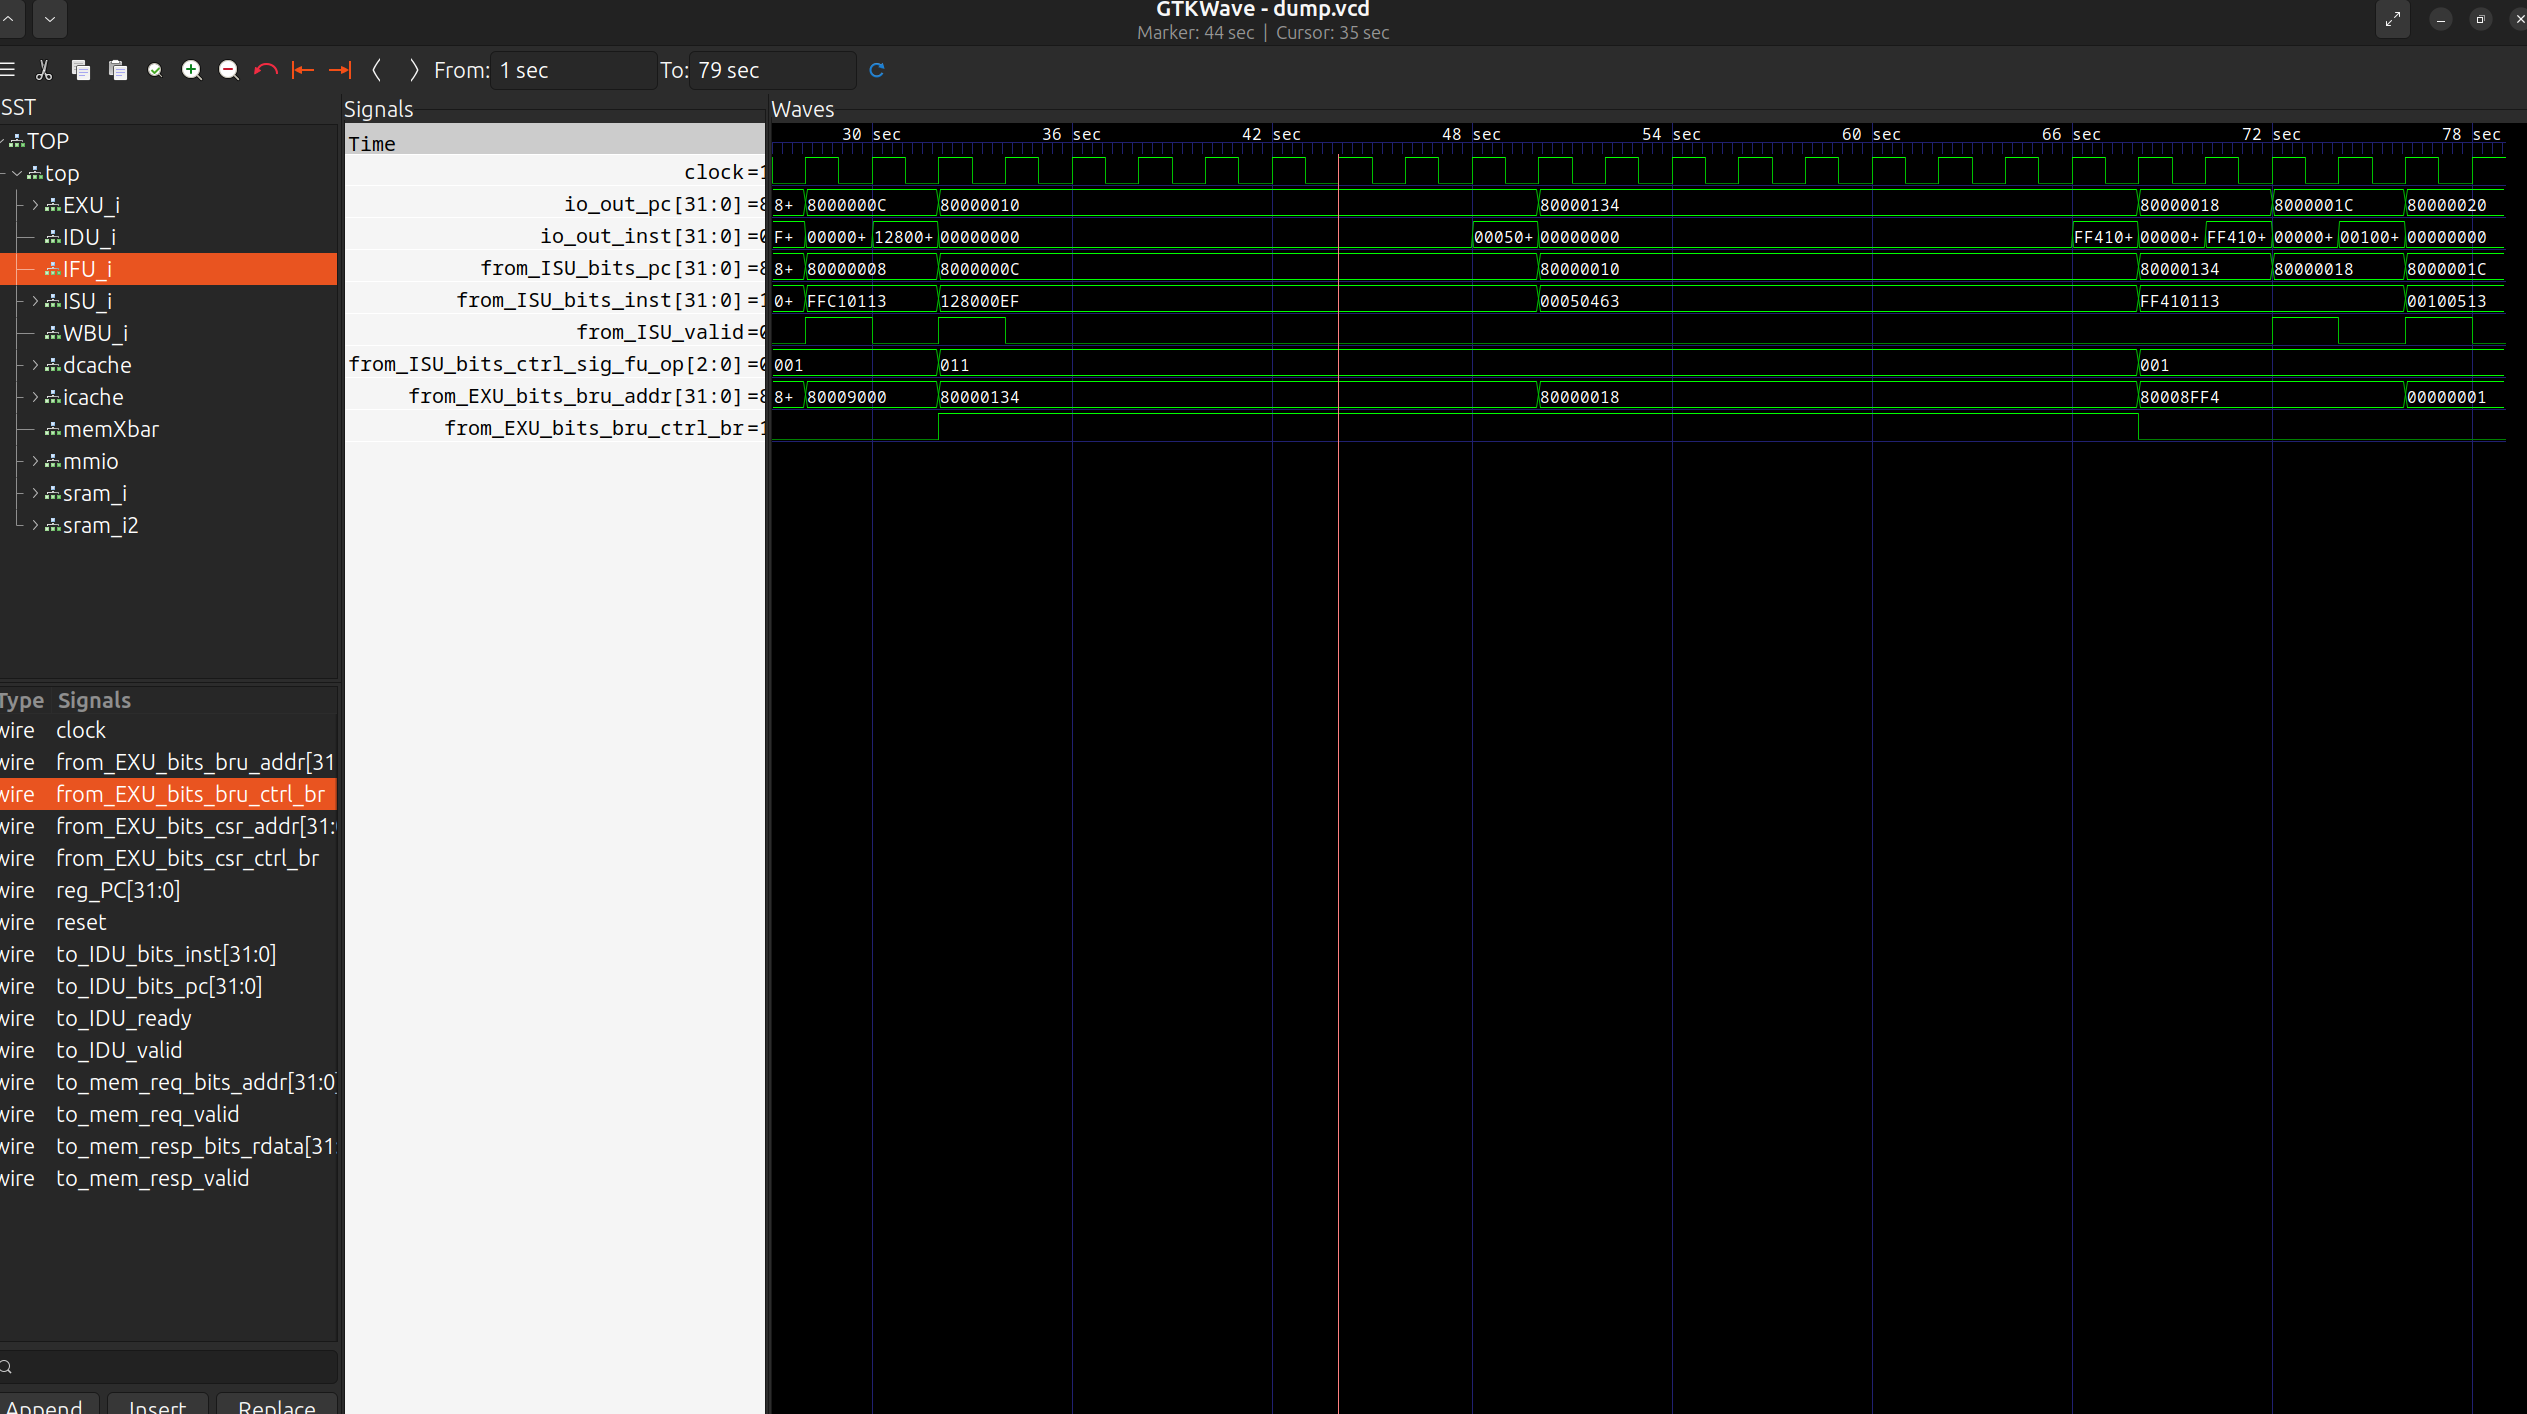 GTKWave - dump.vcd
Marker: 44 sec | Cursor: 35 sec
From: 1 sec To: 79 sec
SST
TOP
top
EXU_i
IDU_i
IFU_i
ISU_i
WBU_i
dcache
icache
memXbar
mmio
sram_i
sram_i2
Type Signals
wire clock
wire from_EXU_bits_bru_addr[31
wire from_EXU_bits_bru_ctrl_br
wire from_EXU_bits_csr_addr[31:
wire from_EXU_bits_csr_ctrl_br
wire reg_PC[31:0]
wire reset
wire to_IDU_bits_inst[31:0]
wire to_IDU_bits_pc[31:0]
wire to_IDU_ready
wire to_IDU_valid
wire to_mem_req_bits_addr[31:0]
wire to_mem_req_valid
wire to_mem_resp_bits_rdata[31:
wire to_mem_resp_valid
Append Insert Replace
Signals
Time
clock=1
io_out_pc[31:0]=8
io_out_inst[31:0]=0
from_ISU_bits_pc[31:0]=8
from_ISU_bits_inst[31:0]=1
from_ISU_valid=0
from_ISU_bits_ctrl_sig_fu_op[2:0]=0
from_EXU_bits_bru_addr[31:0]=8
from_EXU_bits_bru_ctrl_br=1
Waves
30 sec 36 sec 42 sec 48 sec 54 sec 60 sec 66 sec 72 sec 78 sec
8+ 8000000C 80000010 80000134 80000018 8000001C 80000020
F+ 00000+ 12800+ 00000000 00050+ 00000000 FF410+ 00000+ FF410+ 00000+ 00100+ 00000000
8+ 80000008 8000000C 80000010 80000134 80000018 8000001C
0+ FFC10113 128000EF 00050463 FF410113 00100513
001 011 001
8+ 80009000 80000134 80000018 80008FF4 00000001